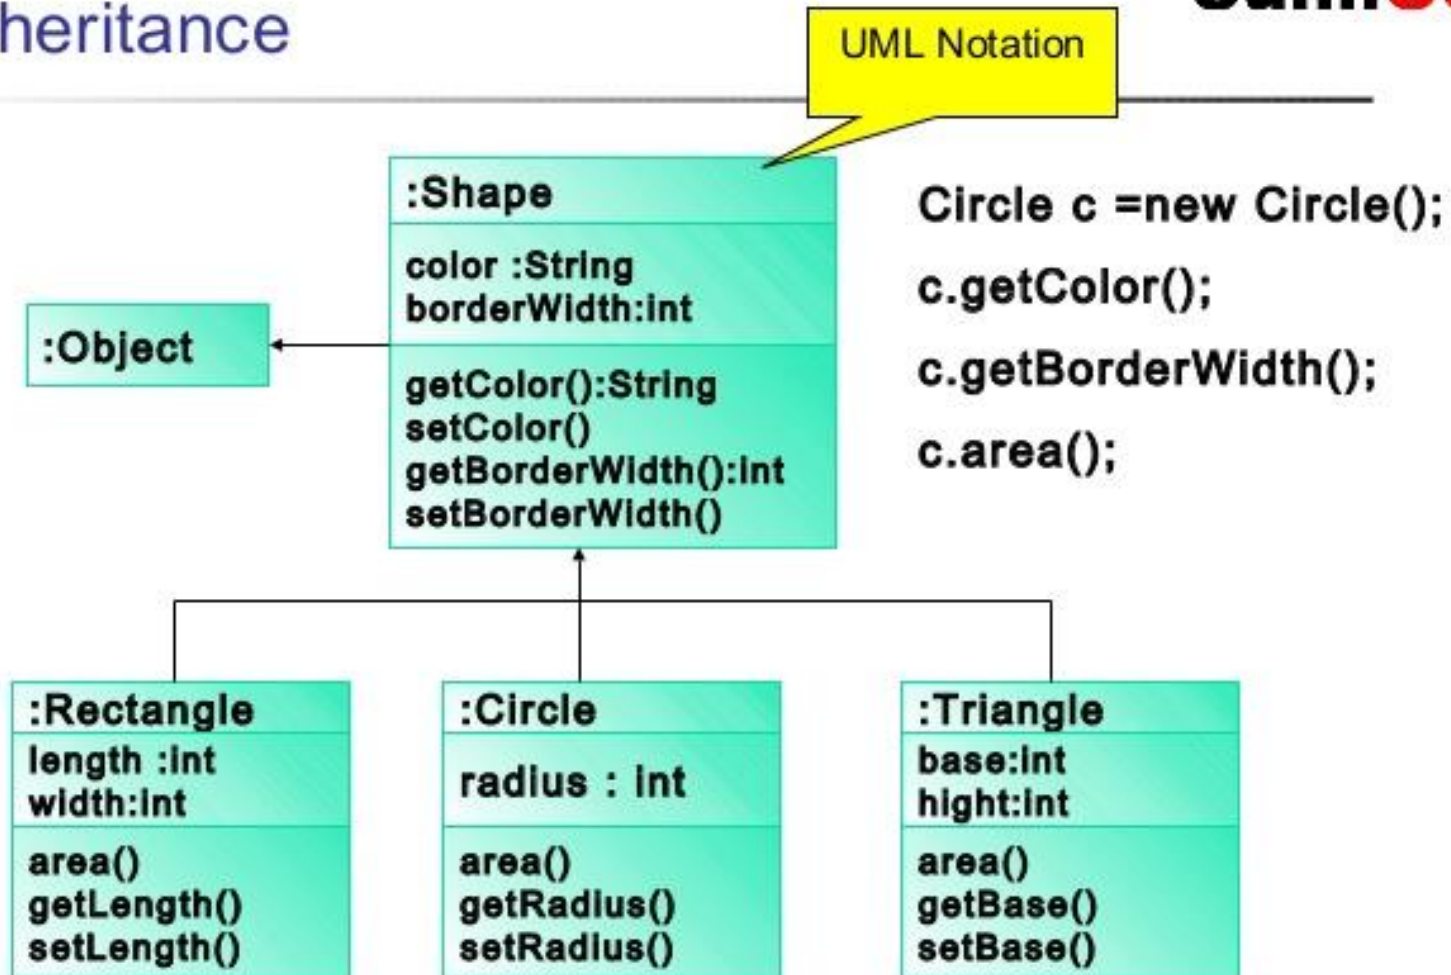 heritance
UML Notation
:Shape
color :String
borderWidth:int
getColor():String
setColor()
getBorderWidth():int
setBorderWidth()
:Object
Circle c =new Circle();
c.getColor();
c.getBorderWidth();
c.area();
:Rectangle
length :int
width:int
area()
getLength()
setLength()
:Circle
radius : int
area()
getRadius()
setRadius()
:Triangle
base:int
hight:int
area()
getBase()
setBase()